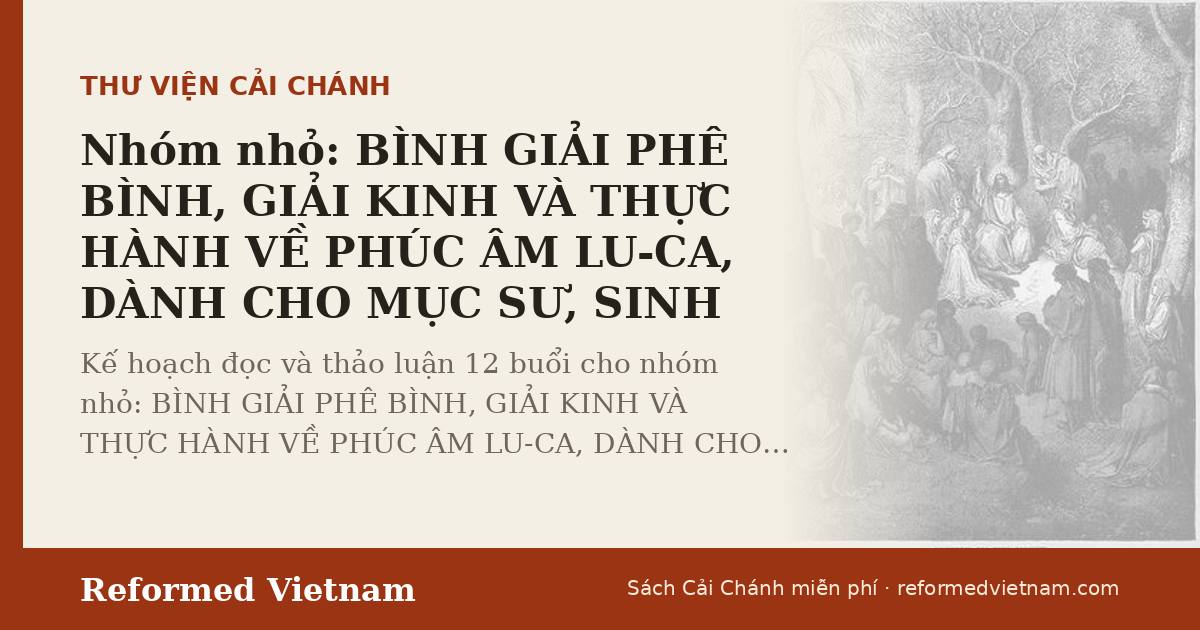 THƯ VIỆN CẢI CHÁNH
Nhóm nhỏ: BÌNH GIẢI PHÊ
BÌNH, GIẢI KINH VÀ THỰC
HÀNH VỀ PHÚC ÂM LU-CA,
DÀNH CHO MỤC SƯ, SINH
Kế hoạch đọc và thảo luận 12 buổi cho nhóm
nhỏ: BÌNH GIẢI PHÊ BÌNH, GIẢI KINH VÀ
THỰC HÀNH VỀ PHÚC ÂM LU-CA, DÀNH CHO...
Reformed Vietnam
Sách Cải Chánh miễn phí · reformedvietnam.com